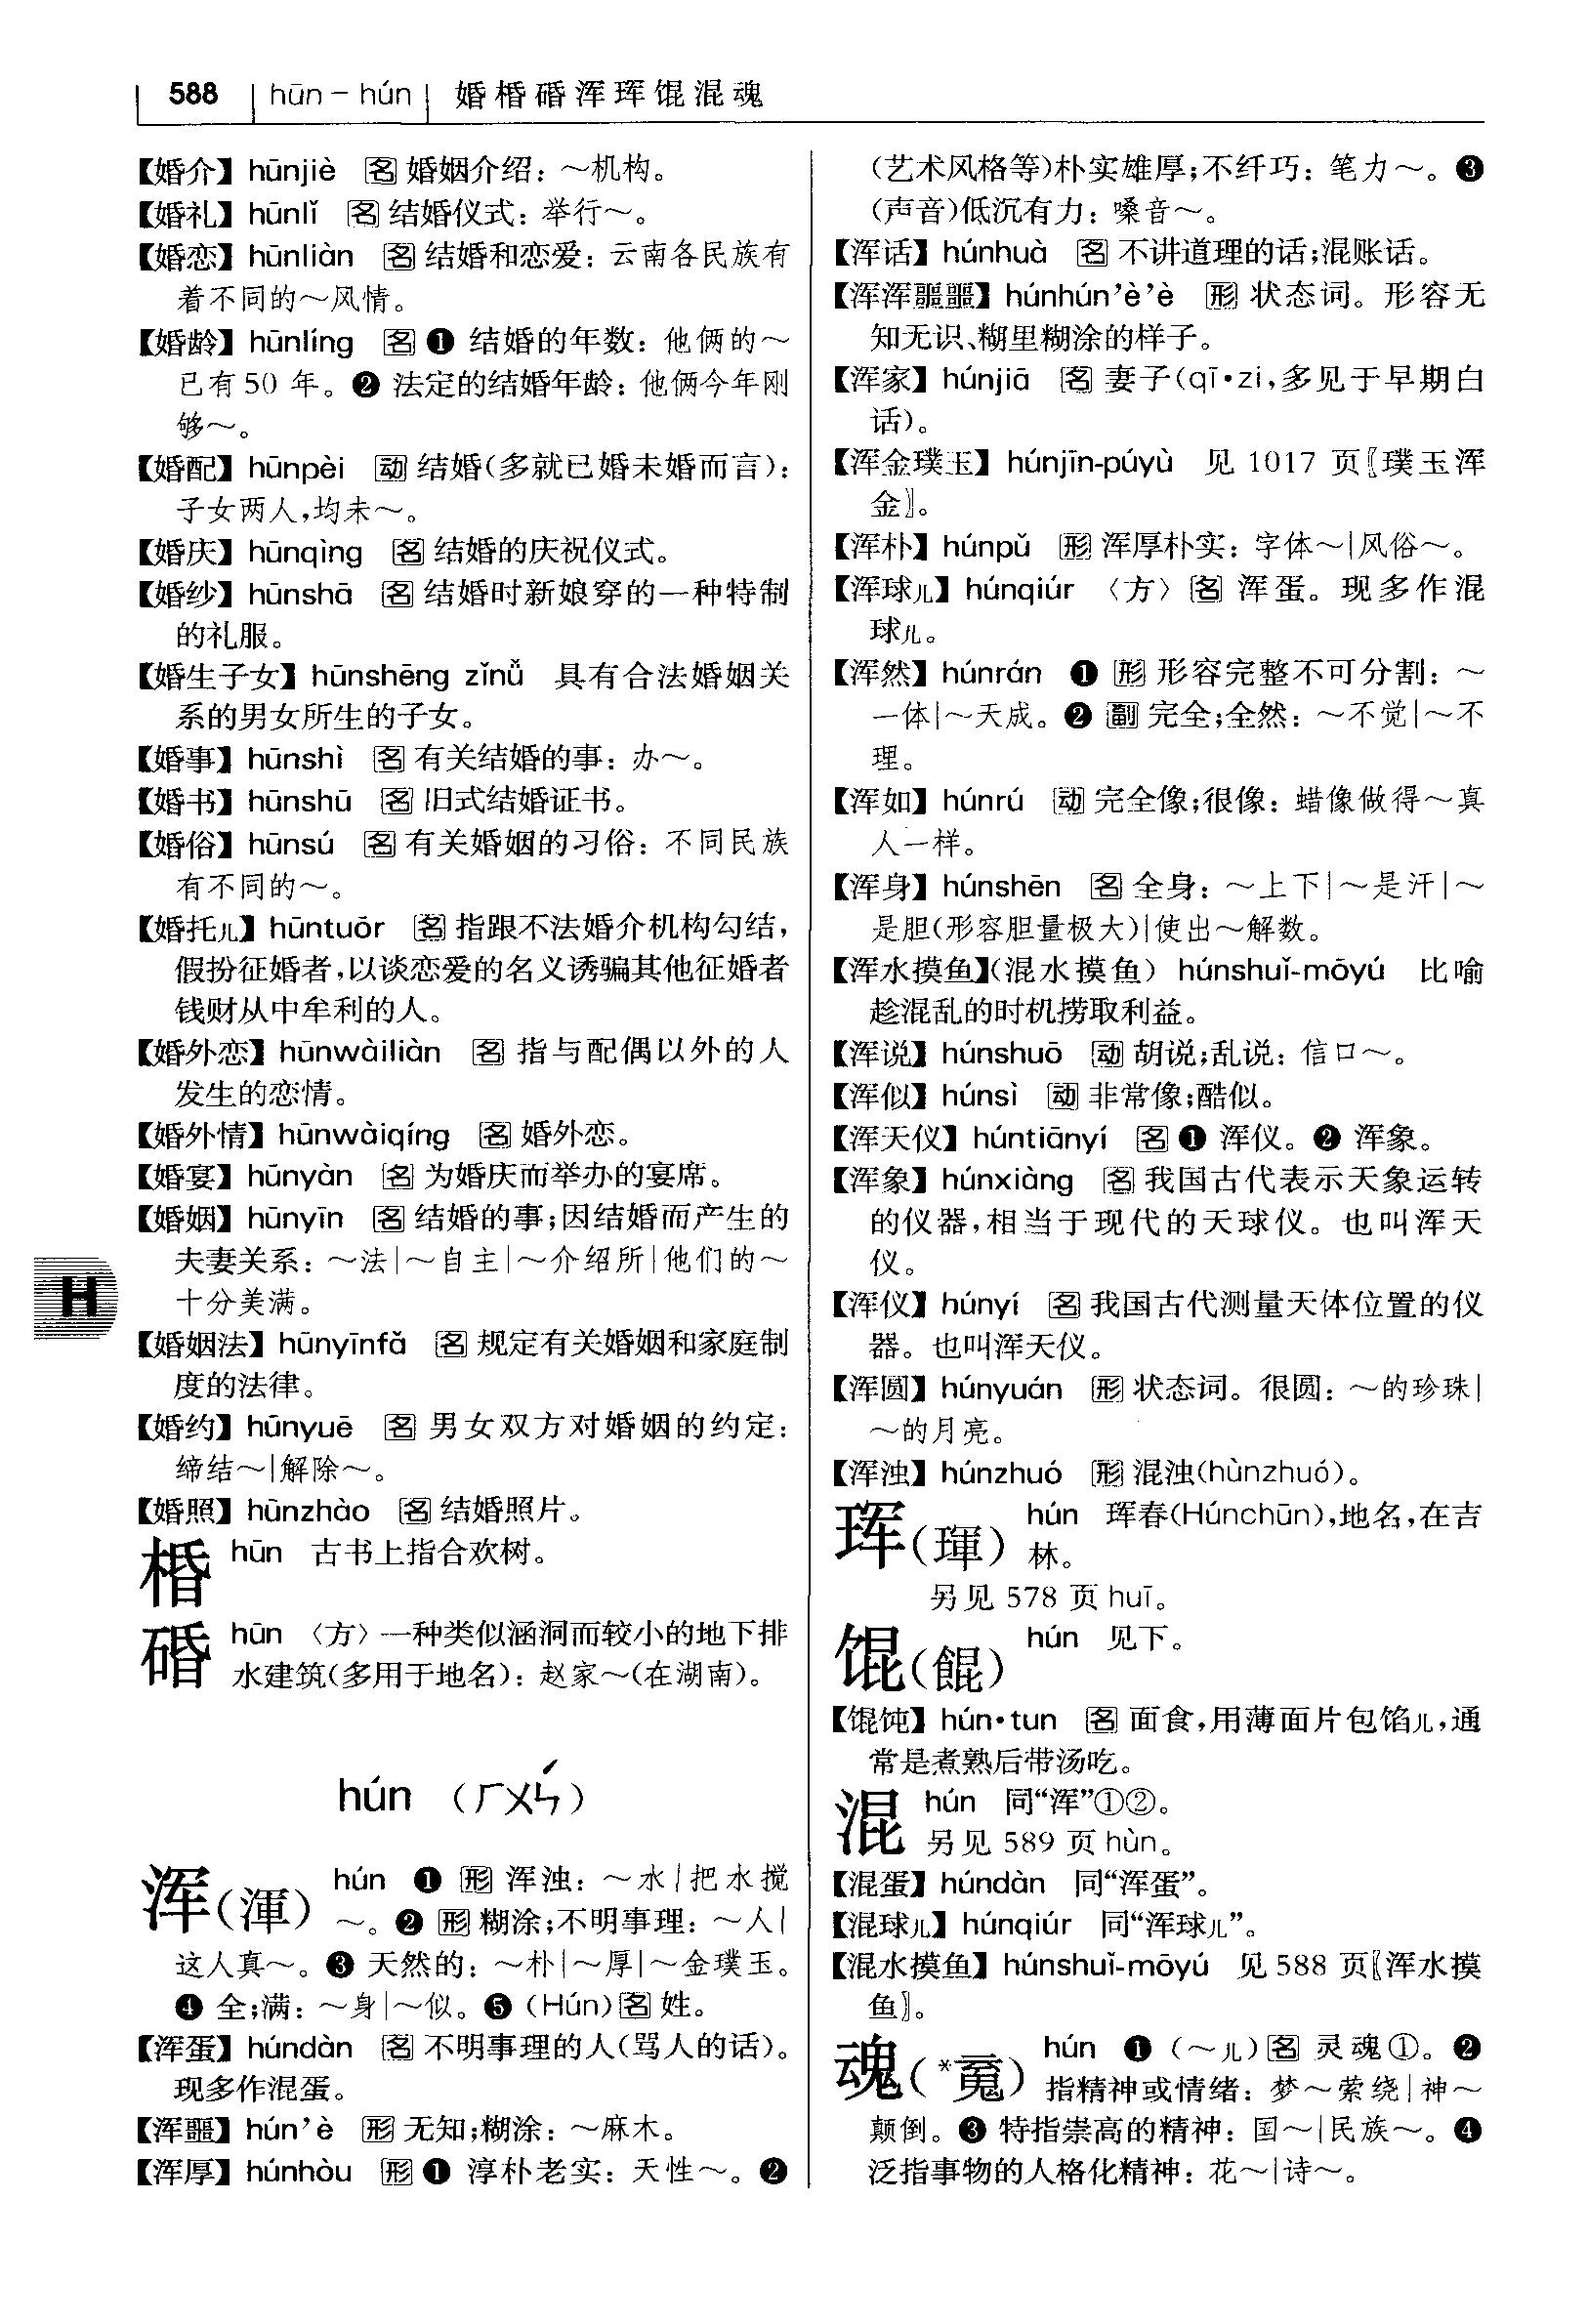 588 hūn – hún 婚惛碈浑珲馄混魂
【婚介】 hūnjiè 名 婚姻介绍：～机构。
【婚礼】 hūnlǐ 名 结婚仪式：举行～。
【婚恋】 hūnliàn 名 结婚和恋爱：云南各民族有
着不同的～风情。
【婚龄】 hūnlíng 名 ❶ 结婚的年数：他俩的～
已有50年。❷ 法定的结婚年龄：他俩今年刚
够～。
【婚配】 hūnpèi 动 结婚(多就已婚未婚而言)：
子女两人，均未～。
【婚庆】 hūnqìng 名 结婚的庆祝仪式。
【婚纱】 hūnshā 名 结婚时新娘穿的一种特制
的礼服。
【婚生子女】 hūnshēng zǐnǚ 具有合法婚姻关
系的男女所生的子女。
【婚事】 hūnshì 名 有关结婚的事：办～。
【婚书】 hūnshū 名 旧式结婚证书。
【婚俗】 hūnsú 名 有关婚姻的习俗：不同民族
有不同的～。
【婚托儿】 hūntuōr 名 指跟不法婚介机构勾结，
假扮征婚者，以谈恋爱的名义诱骗其他征婚者
钱财从中牟利的人。
【婚外恋】 hūnwàiliàn 名 指与配偶以外的人
发生的恋情。
【婚外情】 hūnwàiqíng 名 婚外恋。
【婚宴】 hūnyàn 名 为婚庆而举办的宴席。
【婚姻】 hūnyīn 名 结婚的事；因结婚而产生的
夫妻关系：～法|～自主|～介绍所|他们的～
十分美满。
【婚姻法】 hūnyīnfǎ 名 规定有关婚姻和家庭制
度的法律。
【婚约】 hūnyuē 名 男女双方对婚姻的约定：
缔结～|解除～。
【婚照】 hūnzhào 名 结婚照片。
棔 hūn 古书上指合欢树。
碈 hūn 〈方〉一种类似涵洞而较小的地下排
水建筑(多用于地名)：赵家～(在湖南)。
hún (ㄏㄨㄣˊ)
浑(渾) hún ❶ 形 浑浊：～水|把水搅
～。❷ 形 糊涂；不明事理：～人|
这人真～。❸ 天然的：～朴|～厚|～金璞玉。
❹ 全；满：～身|～似。❺ (Hún) 名 姓。
【浑蛋】 húndàn 名 不明事理的人(骂人的话)。
现多作混蛋。
【浑噩】 hún’è 形 无知；糊涂：～麻木。
【浑厚】 húnhòu 形 ❶ 淳朴老实：天性～。❷
H
(艺术风格等)朴实雄厚；不纤巧：笔力～。❸
(声音)低沉有力：嗓音～。
【浑话】 húnhuà 名 不讲道理的话；混账话。
【浑浑噩噩】 húnhún’è’è 形 状态词。形容无
知无识、糊里糊涂的样子。
【浑家】 húnjiā 名 妻子(qī·zi，多见于早期白
话)。
【浑金璞玉】 húnjīn-púyù 见 1017 页〖璞玉浑
金〗。
【浑朴】 húnpǔ 形 浑厚朴实：字体～|风俗～。
【浑球儿】 húnqiúr 〈方〉名 浑蛋。现多作混
球儿。
【浑然】 húnrán ❶ 形 形容完整不可分割：～
一体|～天成。❷ 副 完全；全然：～不觉|～不
理。
【浑如】 húnrú 动 完全像；很像：蜡像做得～真
人一样。
【浑身】 húnshēn 名 全身：～上下|～是汗|～
是胆(形容胆量极大)|使出～解数。
【浑水摸鱼】(混水摸鱼) húnshuǐ-mōyú 比喻
趁混乱的时机捞取利益。
【浑说】 húnshuō 动 胡说；乱说：信口～。
【浑似】 húnsì 动 非常像；酷似。
【浑天仪】 húntiānyí 名 ❶ 浑仪。❷ 浑象。
【浑象】 húnxiàng 名 我国古代表示天象运转
的仪器，相当于现代的天球仪。也叫浑天
仪。
【浑仪】 húnyí 名 我国古代测量天体位置的仪
器。也叫浑天仪。
【浑圆】 húnyuán 形 状态词。很圆：～的珍珠|
～的月亮。
【浑浊】 húnzhuó 形 混浊(hùnzhuó)。
珲(琿) hún 珲春(Húnchūn)，地名，在吉
林。
另见 578 页 huī。
馄(餛) hún 见下。
【馄饨】 hún·tun 名 面食，用薄面片包馅儿，通
常是煮熟后带汤吃。
混 hún 同“浑”①②。
另见 589 页 hùn。
【混蛋】 húndàn 同“浑蛋”。
【混球儿】 húnqiúr 同“浑球儿”。
【混水摸鱼】 húnshuǐ-mōyú 见 588 页〖浑水摸
鱼〗。
魂(*䰟) hún ❶ (～儿) 名 灵魂①。❷
指精神或情绪：梦～萦绕|神～
颠倒。❸ 特指崇高的精神：国～|民族～。❹
泛指事物的人格化精神：花～|诗～。